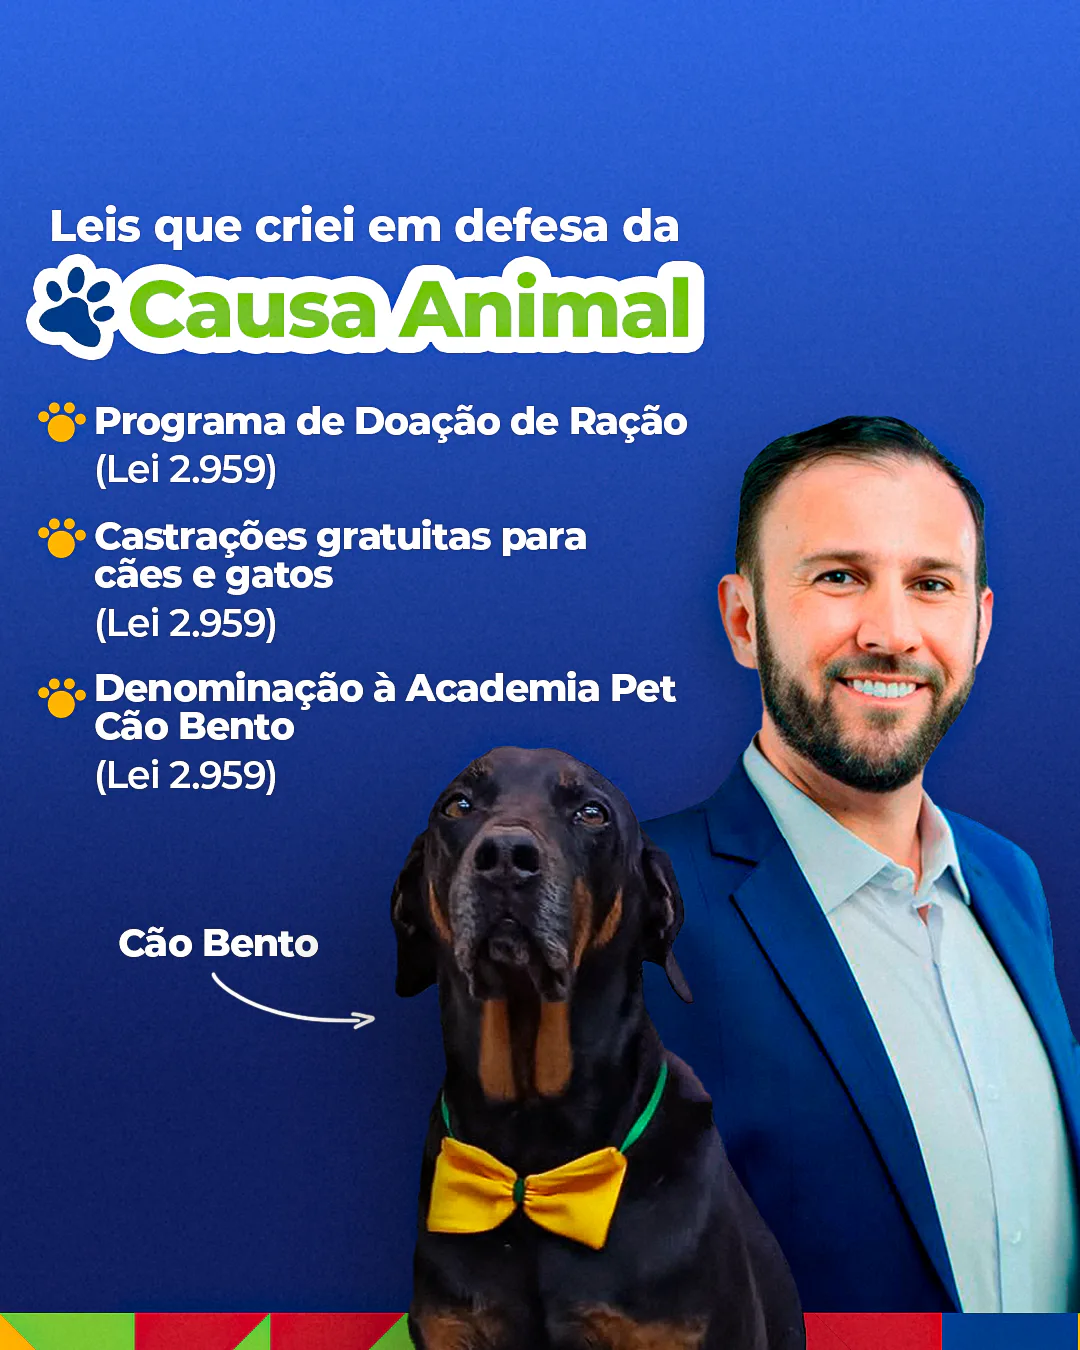 Leis que criei em defesa da
Causa Animal
Programa de Doação de Ração
(Lei 2.959)
Castrações gratuitas para
cães e gatos
(Lei 2.959)
Denominação à Academia Pet
Cão Bento
(Lei 2.959)
Cão Bento